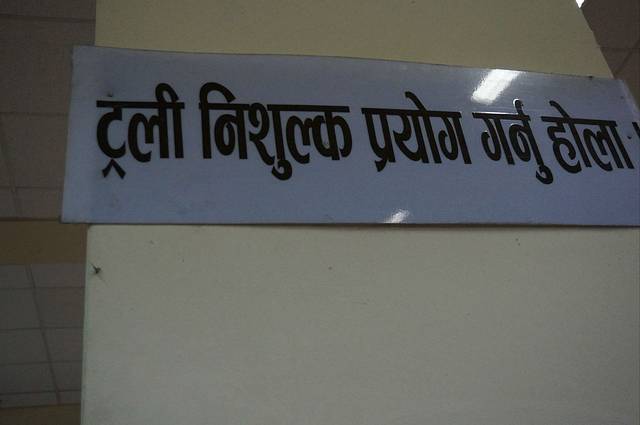 ट्रली निशुल्क प्रयोग गर्नु होला ।